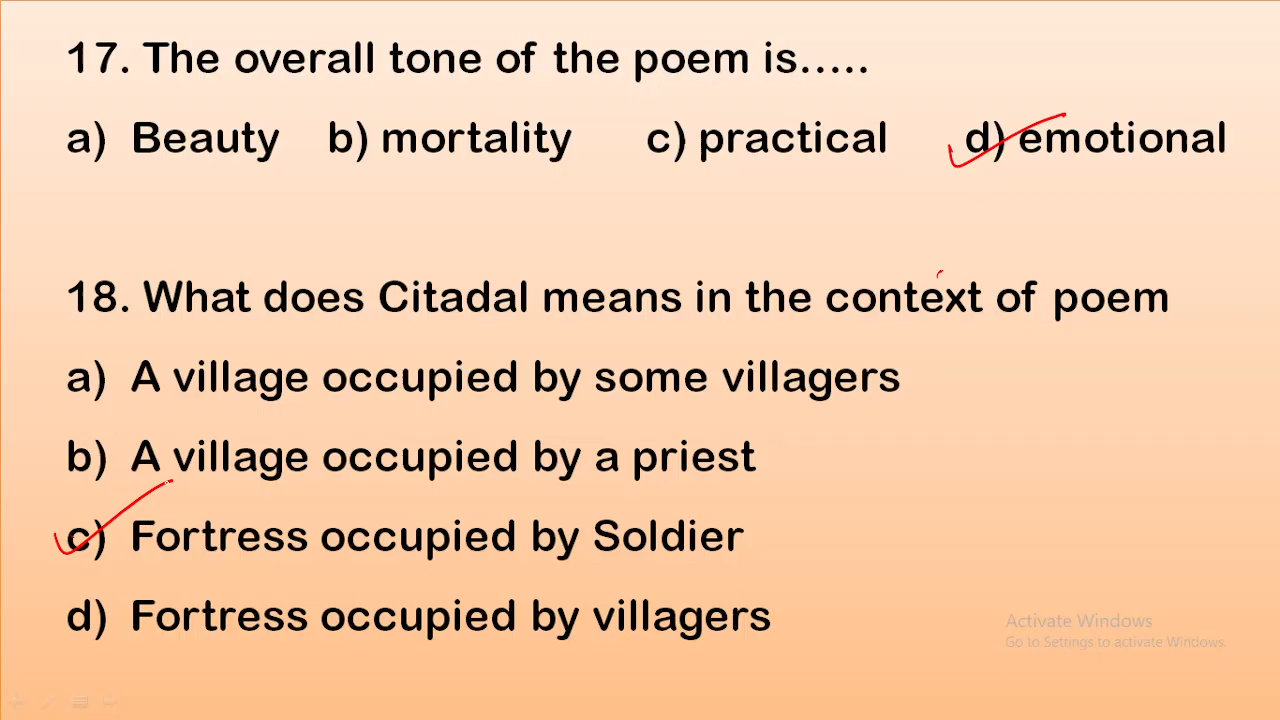 17. The overall tone of the poem is.....
a) Beauty b) mortality c) practical d) emotional
18. What does Citadal means in the context of poem
a) A village occupied by some villagers
b) A village occupied by a priest
c) Fortress occupied by Soldier
d) Fortress occupied by villagers
Activate Windows
Go to Settings to activate Windows.